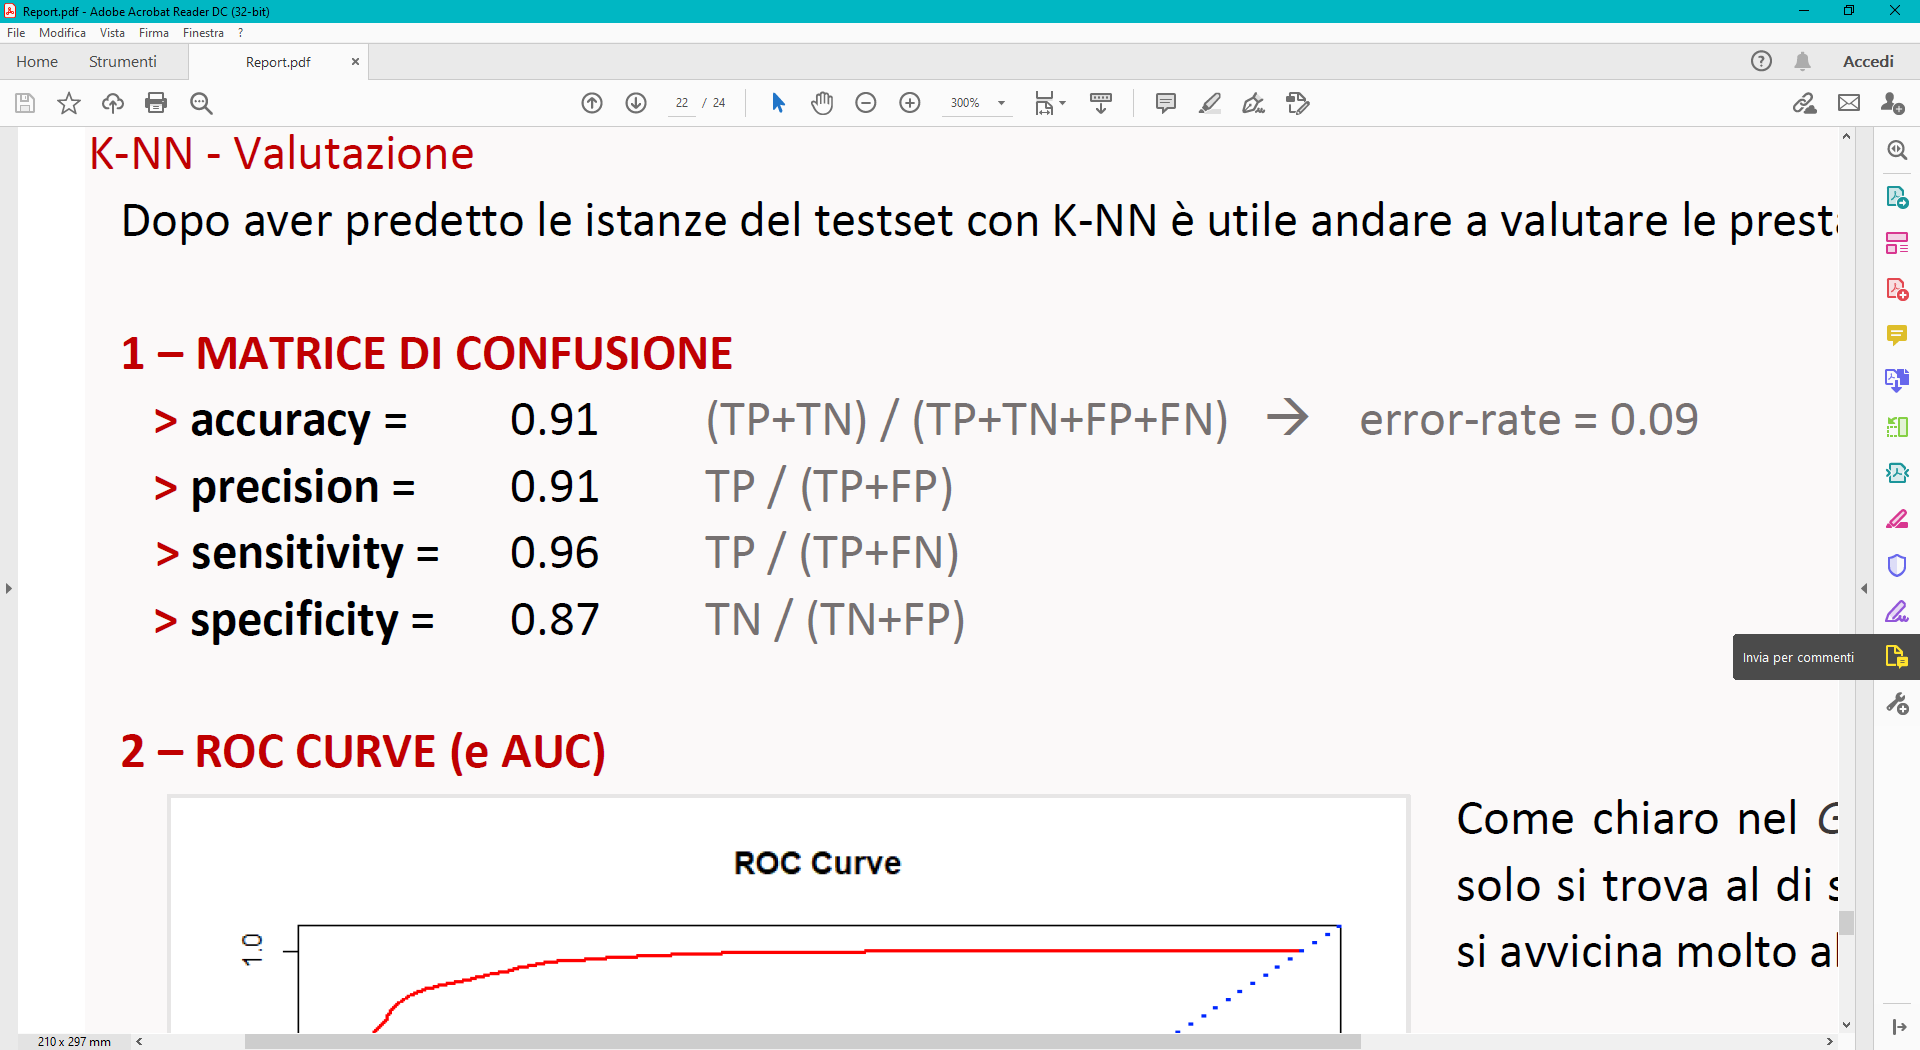 Report.pdf - Adobe Acrobat Reader DC (32-bit)
File Modifica Vista Firma Finestra ?
Home Strumenti Report.pdf Accedi
22 / 24 300%
K-NN - Valutazione
Dopo aver predetto le istanze del testset con K-NN è utile andare a valutare le prest
1 – MATRICE DI CONFUSIONE
> accuracy = 0.91 (TP+TN) / (TP+TN+FP+FN) → error-rate = 0.09
> precision = 0.91 TP / (TP+FP)
> sensitivity = 0.96 TP / (TP+FN)
> specificity = 0.87 TN / (TN+FP)
Invia per commenti
2 – ROC CURVE (e AUC)
ROC Curve
1.0
Come chiaro nel G
solo si trova al di s
si avvicina molto al
210 x 297 mm